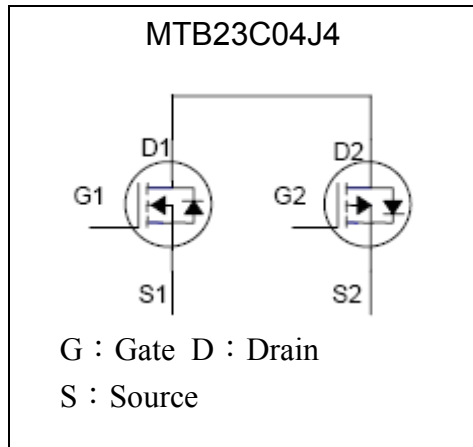 MTB23C04J4
D1 D2
G1 G2
S1 S2
G：Gate D：Drain
S：Source